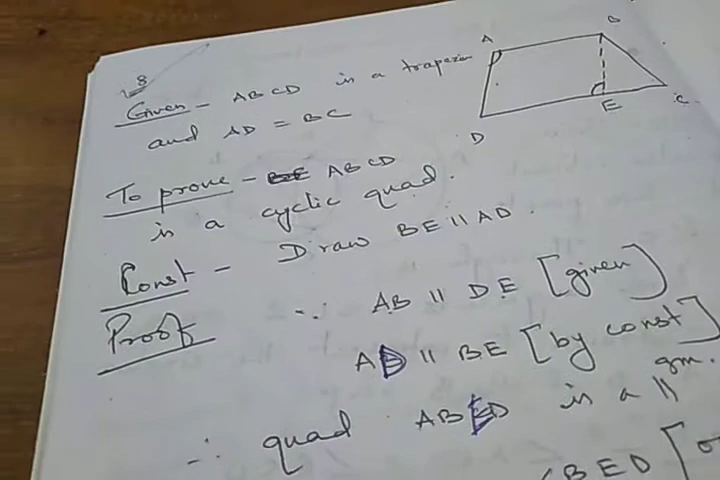 8
Given - ABCD is a trapezium
and AD = BC
A B
D E C
To prove - ABCD
is a cyclic quad.
Const - Draw BE || AD.
Proof ∵ AB || DE [given]
AD || BE [by const]
∴ quad ABED is a || gm.
∠BED [